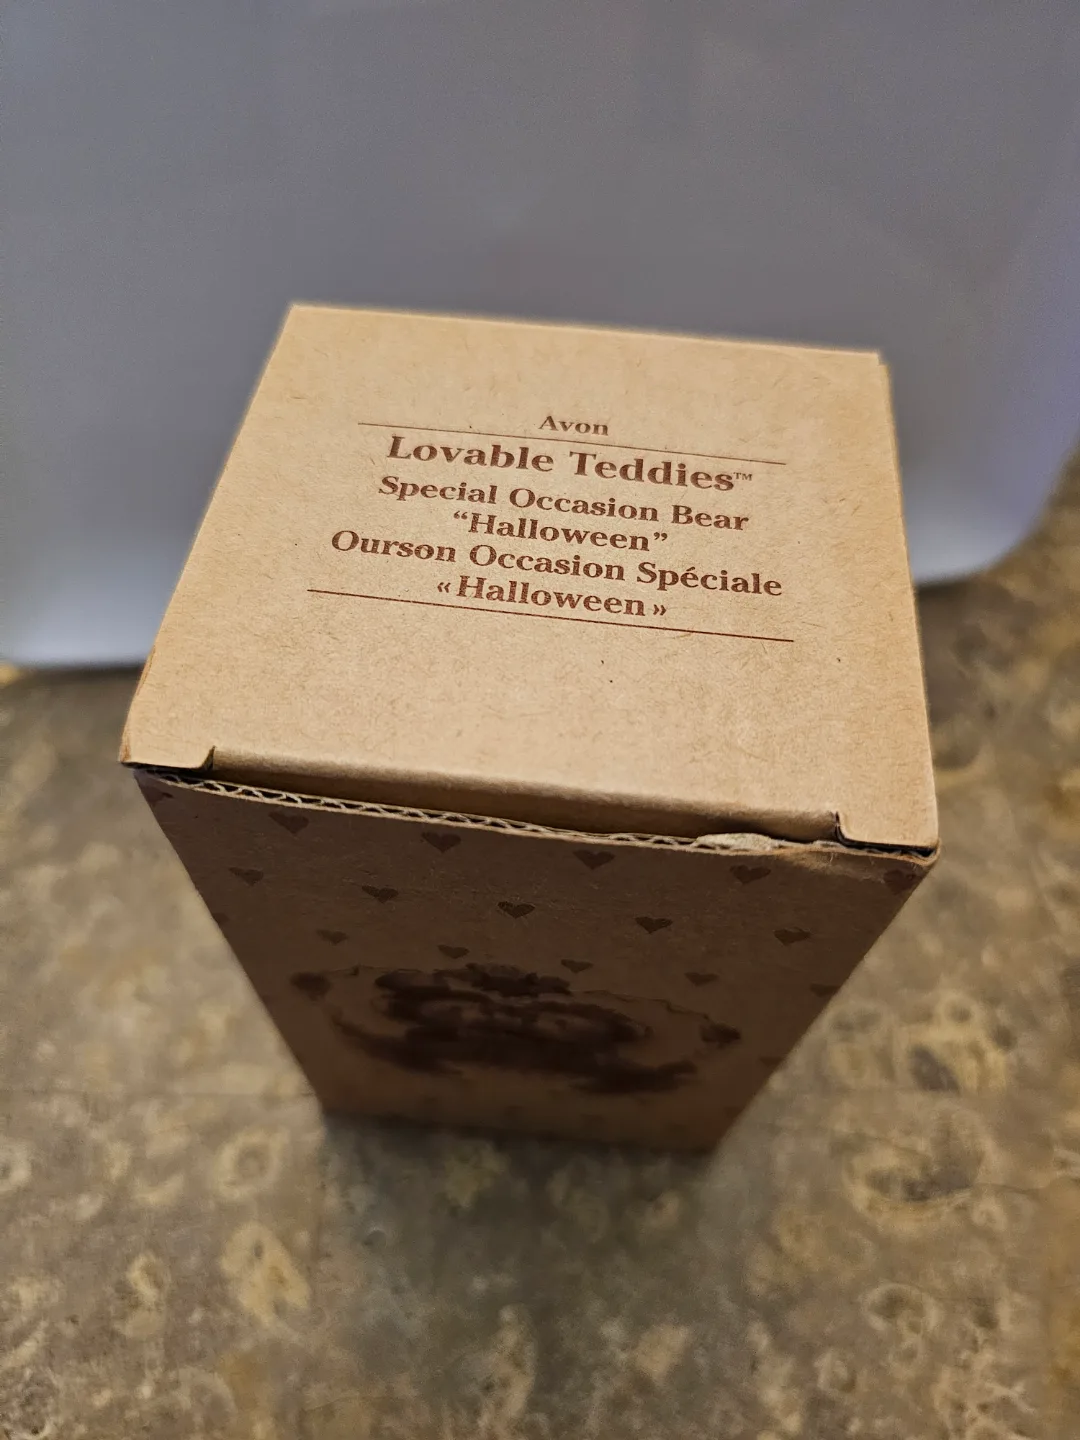 Avon
Lovable Teddies™
Special Occasion Bear
“Halloween”
Ourson Occasion Spéciale
« Halloween »